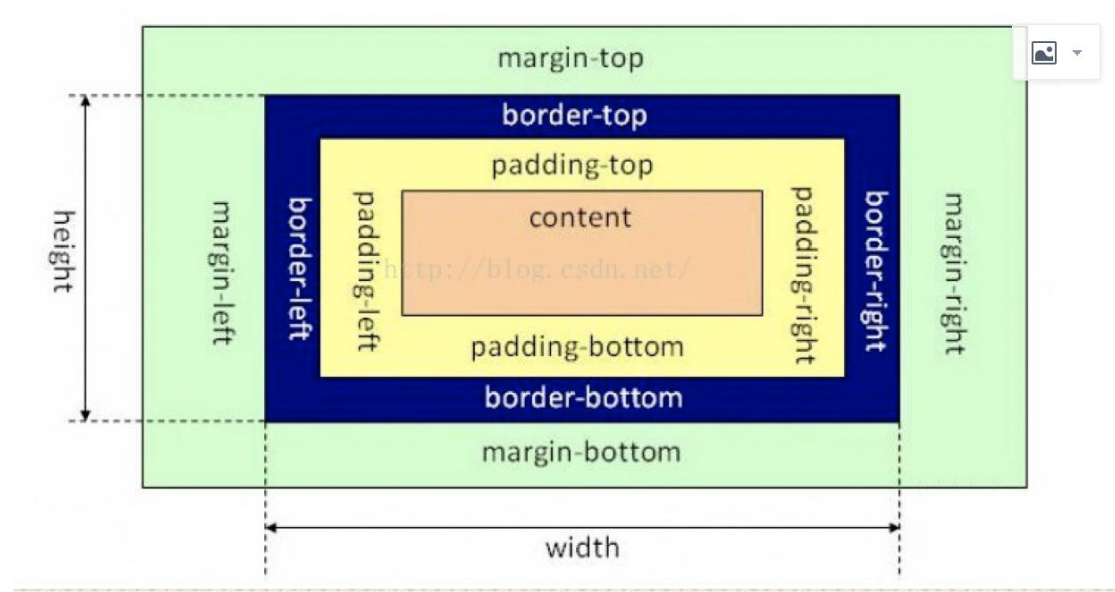 margin-top
border-top
padding-top
content
height
margin-left
border-left
padding-left
http://blog.csdn.net/
padding-right
border-right
margin-right
padding-bottom
border-bottom
margin-bottom
width